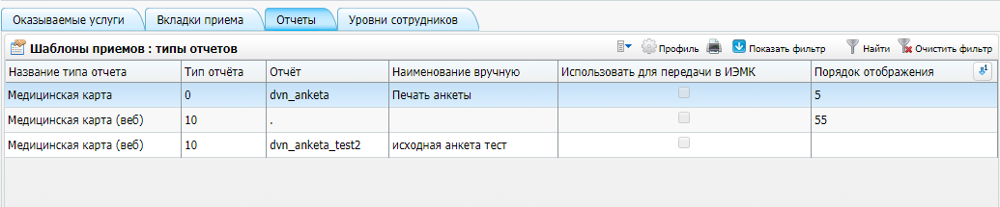 Оказываемые услуги Вкладки приема Отчеты Уровни сотрудников
Шаблоны приемов : типы отчетов Профиль Показать фильтр Найти Очистить фильтр
Название типа отчета Тип отчёта Отчёт Наименование вручную Использовать для передачи в ИЭМК Порядок отображения
Медицинская карта 0 dvn_anketa Печать анкеты 5
Медицинская карта (веб) 10 . 55
Медицинская карта (веб) 10 dvn_anketa_test2 исходная анкета тест